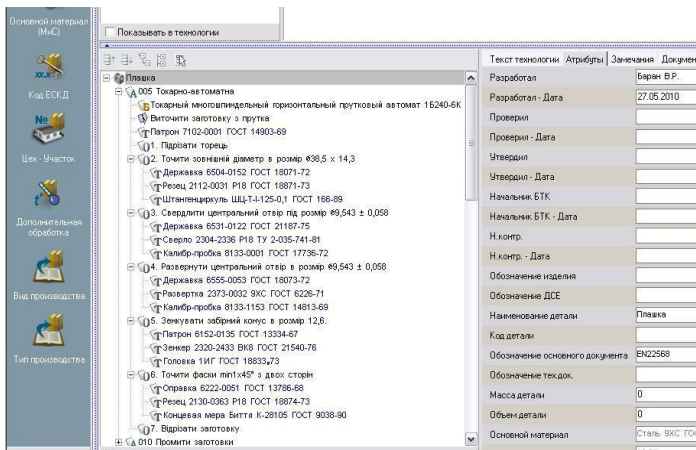 Основной материал
(МиС)
Код ЕСКД
Цех - Участок
Дополнительная
обработка
Вид производства
Тип производства
Показывать в технологии
Плашка
005 Токарно-автоматна
Токарный многошпиндельный горизонтальный прутковый автомат 1Б240-6К
Виточити заготовку з прутка
Патрон 7102-0001 ГОСТ 14903-69
1. Підрізати торець
2. Точити зовнішній діаметр в розмір ø38,5 х 14,3
Державка 6504-0152 ГОСТ 18071-72
Резец 2112-0031 Р18 ГОСТ 18871-73
Штангенциркуль ШЦ-Т-І-125-0,1 ГОСТ 166-89
3. Свердлити центральний отвір під розмір ø9,543 ± 0,058
Державка 6531-0122 ГОСТ 21187-75
Сверло 2304-2336 Р18 ТУ 2-035-741-81
Калибр-пробка 8133-0001 ГОСТ 17736-72
4. Развернути центральний отвір в розмір ø9,543 ± 0,058
Державка 6555-0053 ГОСТ 18073-72
Развертка 2373-0032 9ХС ГОСТ 6226-71
Калибр-пробка 8133-1153 ГОСТ 14813-69
5. Зенкувати забірний конус в розмір 12,6.
Патрон 6152-0135 ГОСТ 13334-67
Зенкер 2320-2433 ВК8 ГОСТ 21540-76
Головка 1ИГ ГОСТ 18833-73
6. Точити фаски min1x45° з двох сторін
Оправка 6222-0051 ГОСТ 13786-68
Резец 2130-0363 Р18 ГОСТ 18874-73
Концевая мера Биття К-28105 ГОСТ 9038-90
7. Відрізати заготовку
010 Промити заготовки
Текст технологии Атрибуты Замечания Докумен
Разработал Баран В.Р.
Разработал - Дата 27.05.2010
Проверил
Проверил - Дата
Утвердил
Утвердил - Дата
Начальник БТК
Начальник БТК - Дата
Н.контр.
Н.контр. - Дата
Обозначение изделия
Обозначение ДСЕ
Наименование детали Плашка
Код детали
Обозначение основного документа EN22568
Обозначение тех.док.
Масса детали 0
Объем детали 0
Основной материал Сталь 9ХС ГОС